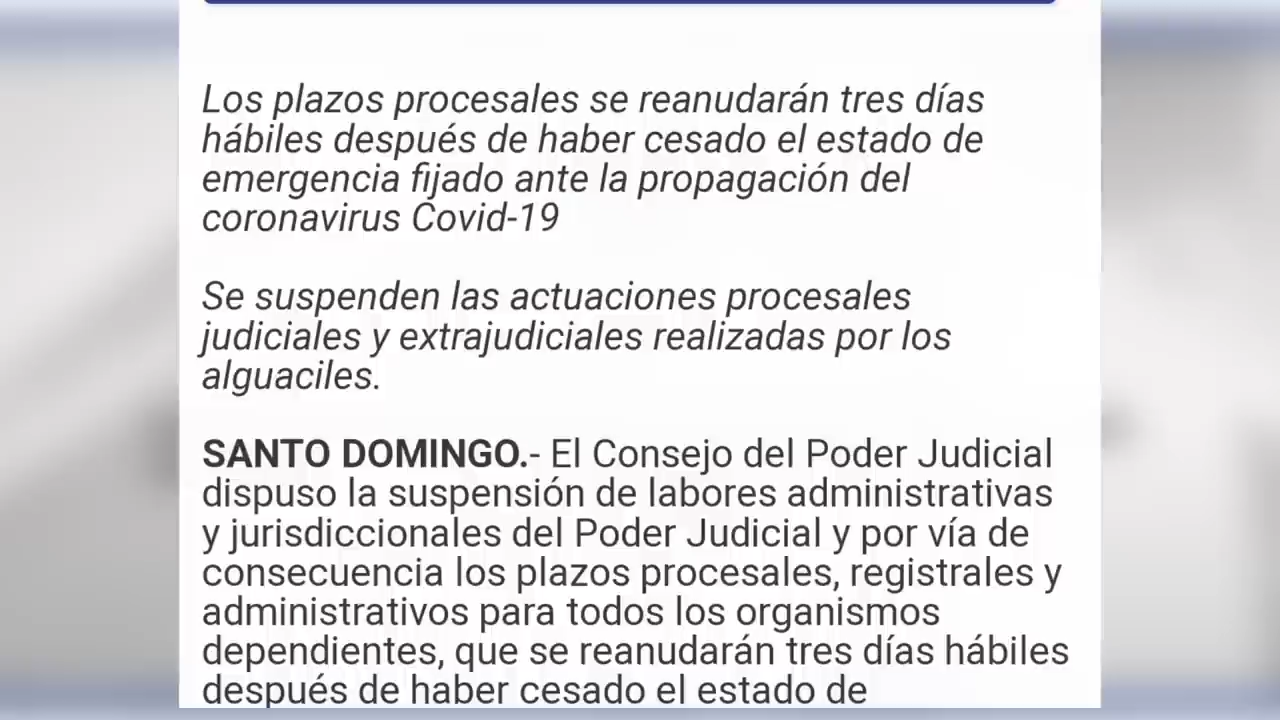 Los plazos procesales se reanudarán tres días
hábiles después de haber cesado el estado de
emergencia fijado ante la propagación del
coronavirus Covid-19
Se suspenden las actuaciones procesales
judiciales y extrajudiciales realizadas por los
alguaciles.
SANTO DOMINGO.- El Consejo del Poder Judicial
dispuso la suspensión de labores administrativas
y jurisdiccionales del Poder Judicial y por vía de
consecuencia los plazos procesales, registrales y
administrativos para todos los organismos
dependientes, que se reanudarán tres días hábiles
después de haber cesado el estado de